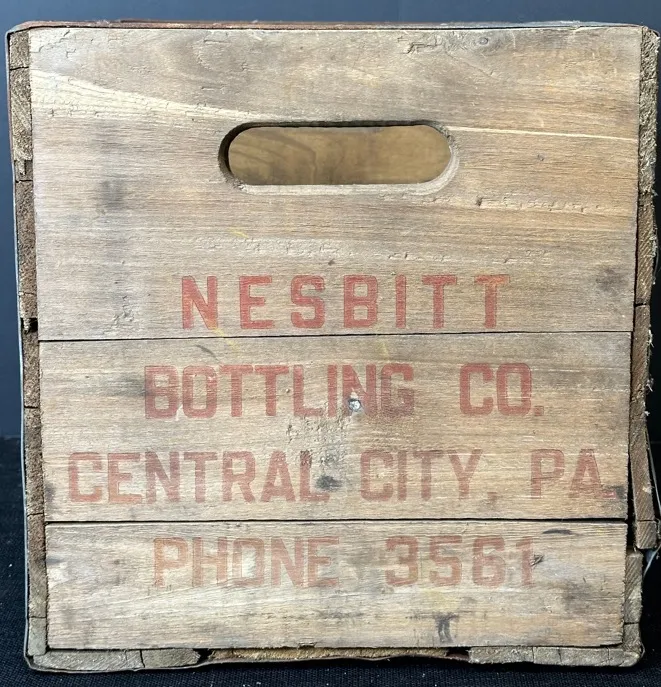 NESBITT
BOTTLING CO.
CENTRAL CITY, PA.
PHONE 3561